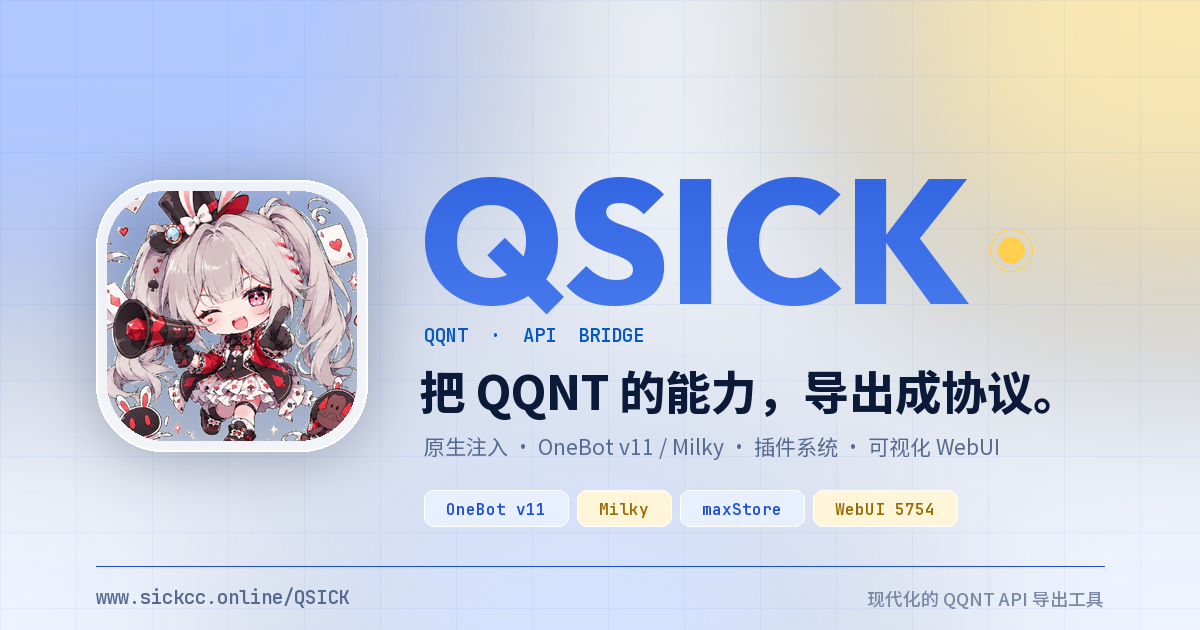 QSICK
QQNT · API BRIDGE
把 QQNT 的能力，导出成协议。
原生注入 · OneBot v11 / Milky · 插件系统 · 可视化 WebUI
OneBot v11 Milky maxStore WebUI 5754
www.sickcc.online/QSICK
现代化的 QQNT API 导出工具